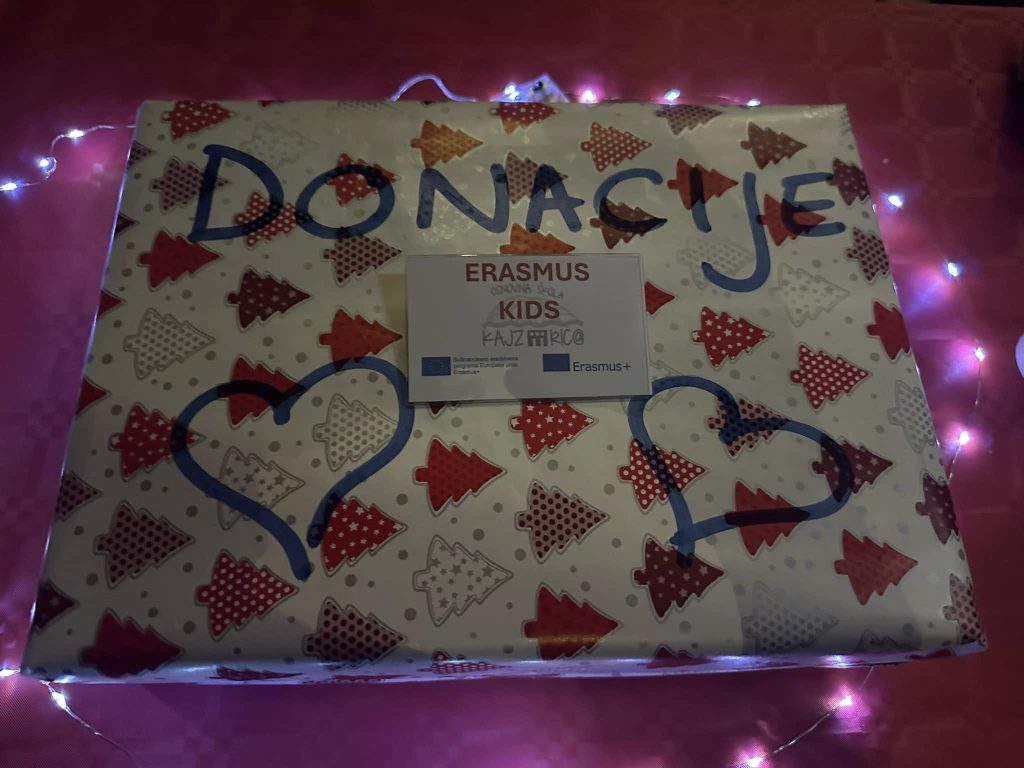 DONACIJE
ERASMUS
OSNOVNA ŠKOLA
KIDS
KAJZERICA
Sufinancirano sredstvima
programa Europske unije
Erasmus+
Erasmus+